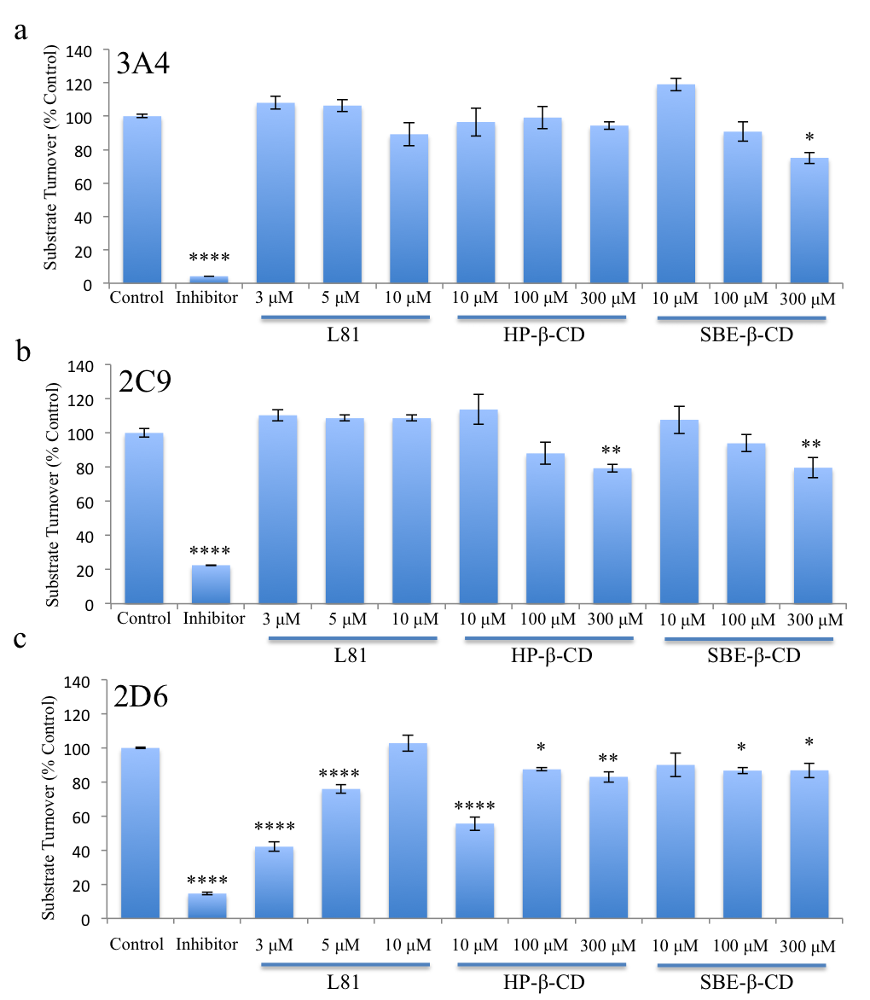 a
Substrate Turnover (% Control)
140
120
100
80
60
40
20
0
3A4
****
*
Control Inhibitor 3 μM 5 μM 10 μM 10 μM 100 μM 300 μM 10 μM 100 μM 300 μM
L81 HP-β-CD SBE-β-CD
b
Substrate Turnover (% Control)
140
120
100
80
60
40
20
0
2C9
****
**
**
Control Inhibitor 3 μM 5 μM 10 μM 10 μM 100 μM 300 μM 10 μM 100 μM 300 μM
L81 HP-β-CD SBE-β-CD
c
Substrate Turnover (% Control)
140
120
100
80
60
40
20
0
2D6
****
****
****
****
*
**
*
*
Control Inhibitor 3 μM 5 μM 10 μM 10 μM 100 μM 300 μM 10 μM 100 μM 300 μM
L81 HP-β-CD SBE-β-CD